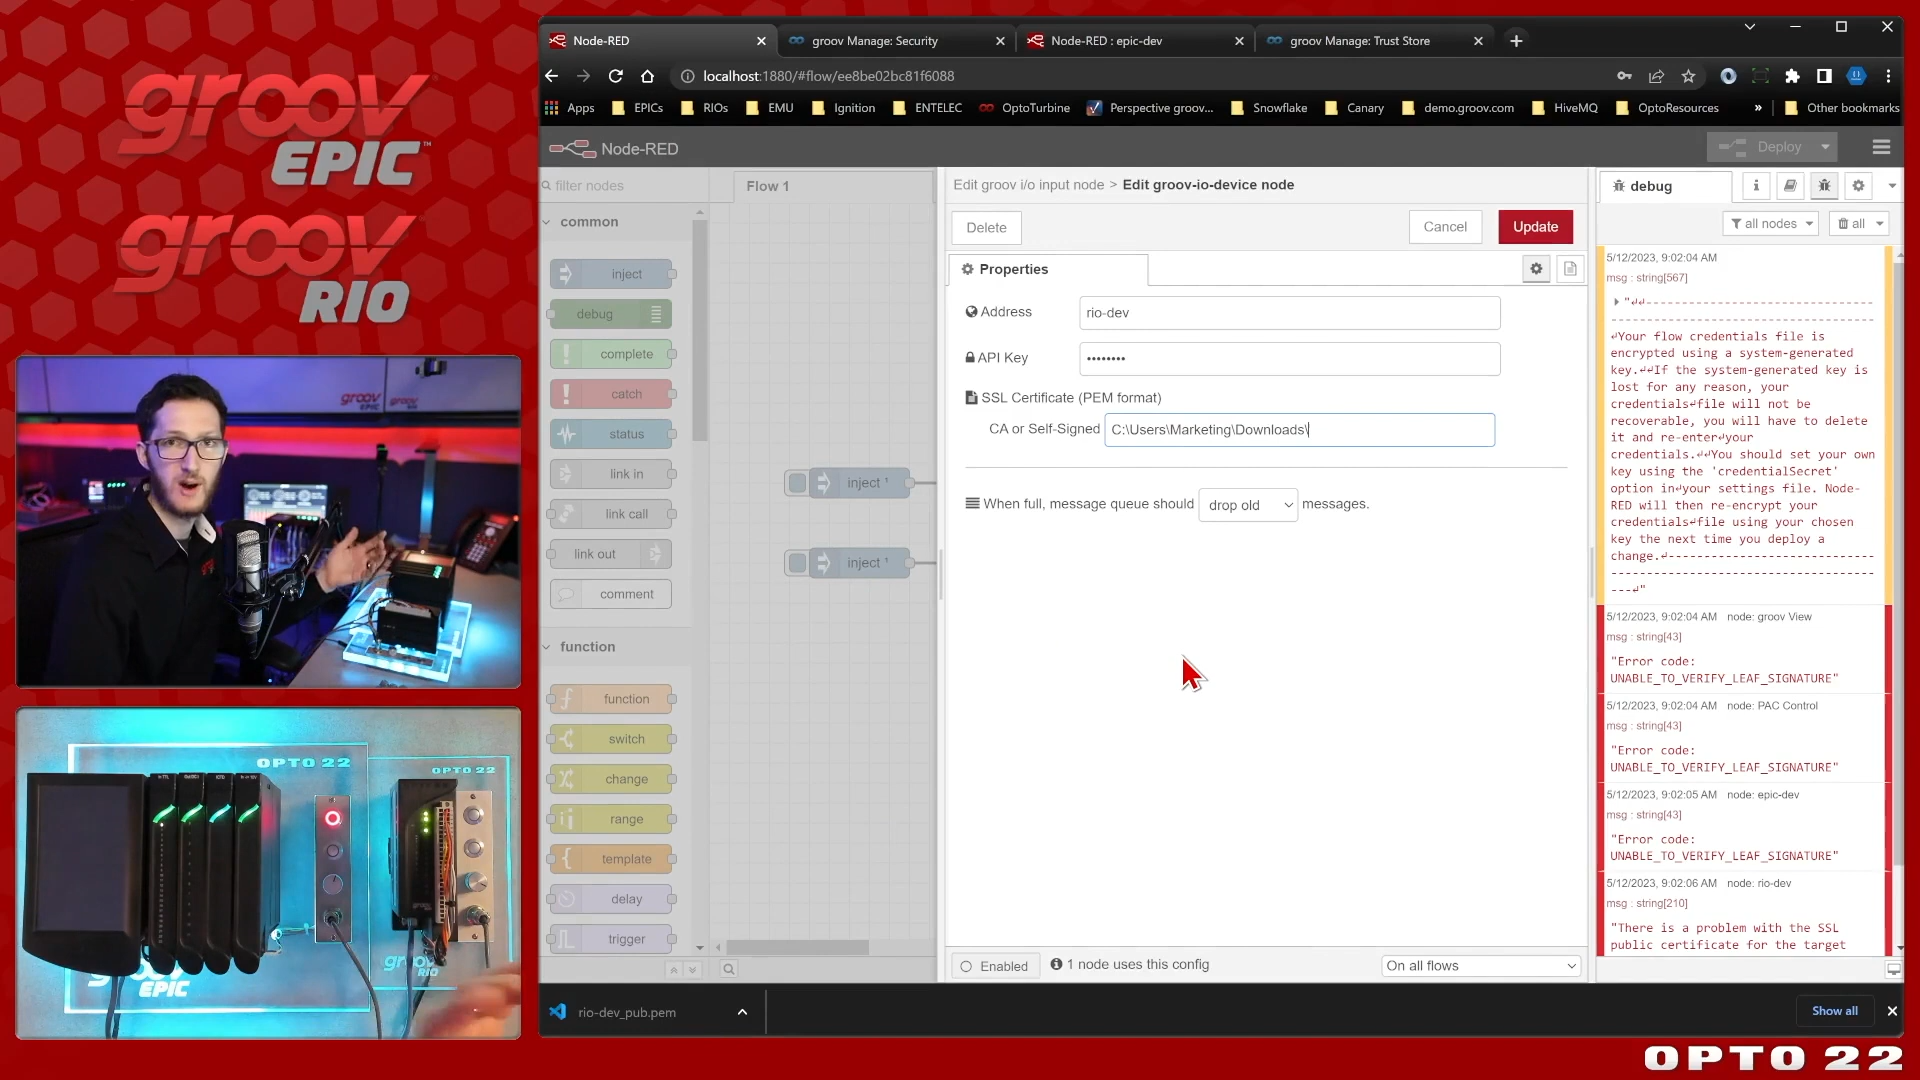 groov
EPIC™
groov
RIO
OPTO 22
OPTO 22
groov
EPIC
groov
RIO
Node-RED
groov Manage: Security
Node-RED : epic-dev
groov Manage: Trust Store
localhost:1880/#flow/ee8be02bc81f6088
Apps
EPICs
RIOs
EMU
Ignition
ENTELEC
OptoTurbine
Perspective groov...
Snowflake
Canary
demo.groov.com
HiveMQ
OptoResources
»
Other bookmarks
Node-RED
Deploy
filter nodes
Flow 1
common
inject
debug
complete
catch
status
link in
link call
link out
comment
function
function
switch
change
range
template
delay
trigger
inject ¹
inject ¹
Edit groov i/o input node > Edit groov-io-device node
Delete
Cancel
Update
Properties
Address
rio-dev
API Key
••••••••
SSL Certificate (PEM format)
CA or Self-Signed
C:\Users\Marketing\Downloads\
When full, message queue should
drop old
messages.
Enabled
1 node uses this config
On all flows
debug
all nodes
all
5/12/2023, 9:02:04 AM
msg : string[567]
"↵↵---------------------------------
---------------------------------------
↵Your flow credentials file is
encrypted using a system-generated
key.↵↵If the system-generated key is
lost for any reason, your
credentials↵file will not be
recoverable, you will have to delete
it and re-enter↵your
credentials.↵↵You should set your own
key using the 'credentialSecret'
option in↵your settings file. Node-
RED will then re-encrypt your
credentials↵file using your chosen
key the next time you deploy a
change.↵-----------------------------
-----------------------------------
---↵"
5/12/2023, 9:02:04 AM node: groov View
msg : string[43]
"Error code:
UNABLE_TO_VERIFY_LEAF_SIGNATURE"
5/12/2023, 9:02:04 AM node: PAC Control
msg : string[43]
"Error code:
UNABLE_TO_VERIFY_LEAF_SIGNATURE"
5/12/2023, 9:02:05 AM node: epic-dev
msg : string[43]
"Error code:
UNABLE_TO_VERIFY_LEAF_SIGNATURE"
5/12/2023, 9:02:06 AM node: rio-dev
msg : string[210]
"There is a problem with the SSL
public certificate for the target
rio-dev_pub.pem
Show all
OPTO 22